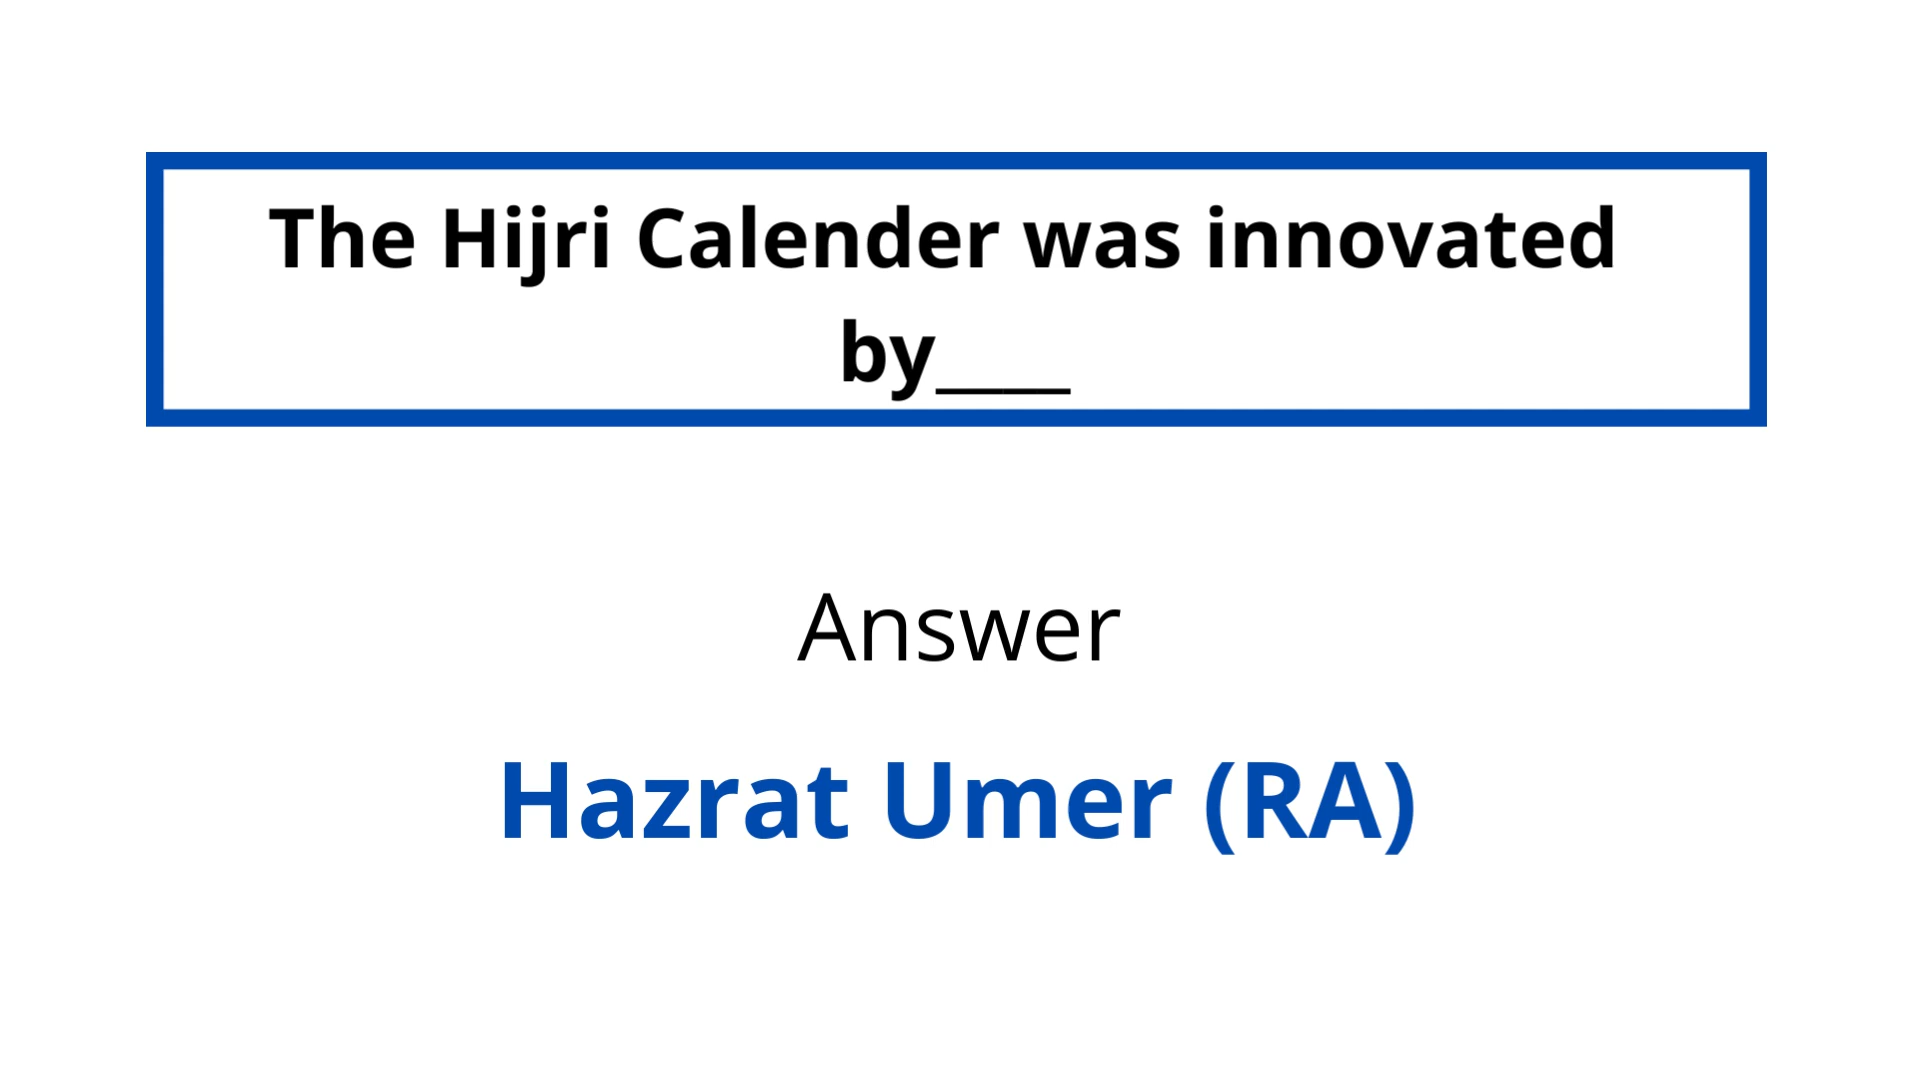 The Hijri Calender was innovated
by____
Answer
Hazrat Umer (RA)